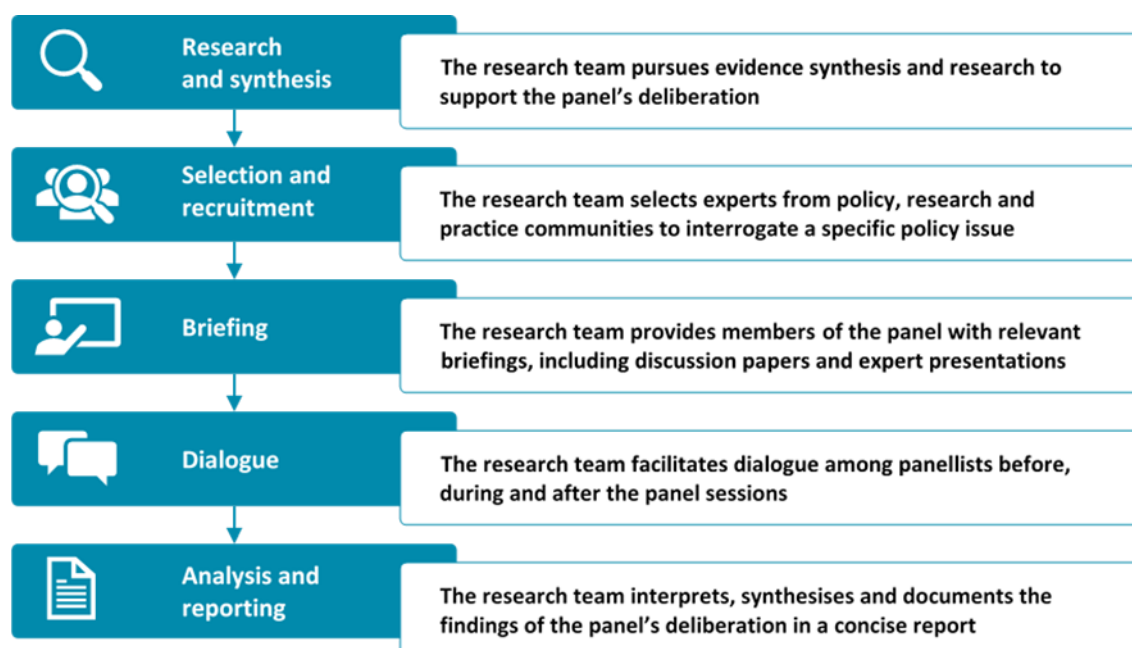 Research
and synthesis
The research team pursues evidence synthesis and research to
support the panel's deliberation
Selection and
recruitment
The research team selects experts from policy, research and
practice communities to interrogate a specific policy issue
Briefing
The research team provides members of the panel with relevant
briefings, including discussion papers and expert presentations
Dialogue
The research team facilitates dialogue among panellists before,
during and after the panel sessions
Analysis and
reporting
The research team interprets, synthesises and documents the
findings of the panel's deliberation in a concise report